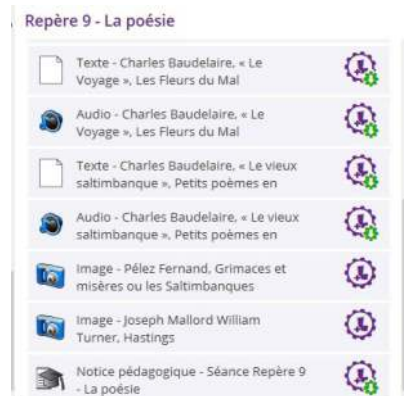 Repère 9 - La poésie
Texte - Charles Baudelaire, « Le
Voyage », Les Fleurs du Mal
Audio - Charles Baudelaire, « Le
Voyage », Les Fleurs du Mal
Texte - Charles Baudelaire, « Le vieux
saltimbanque », Petits poèmes en
Audio - Charles Baudelaire, « Le vieux
saltimbanque », Petits poèmes en
Image - Pélez Fernand, Grimaces et
misères ou les Saltimbanques
Image - Joseph Mallord William
Turner, Hastings
Notice pédagogique - Séance Repère 9
- La poésie